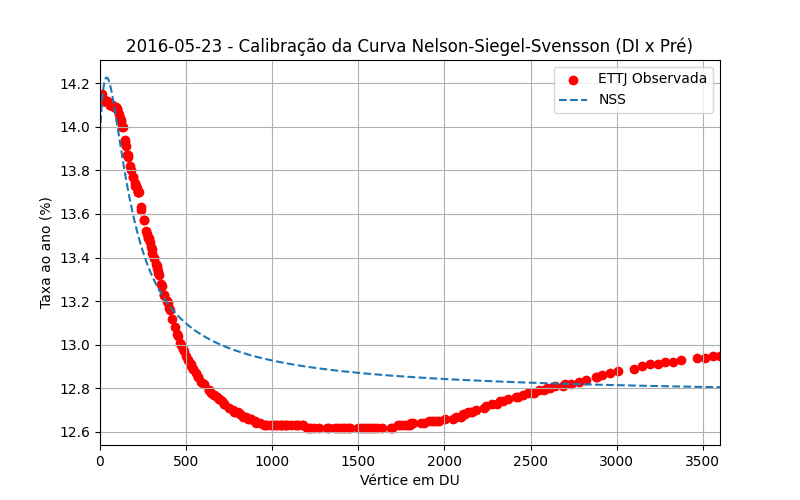 2016-05-23 - Calibração da Curva Nelson-Siegel-Svensson (DI x Pré)
ETTJ Observada
NSS
Taxa ao ano (%)
14.2
14.0
13.8
13.6
13.4
13.2
13.0
12.8
12.6
0 500 1000 1500 2000 2500 3000 3500
Vértice em DU